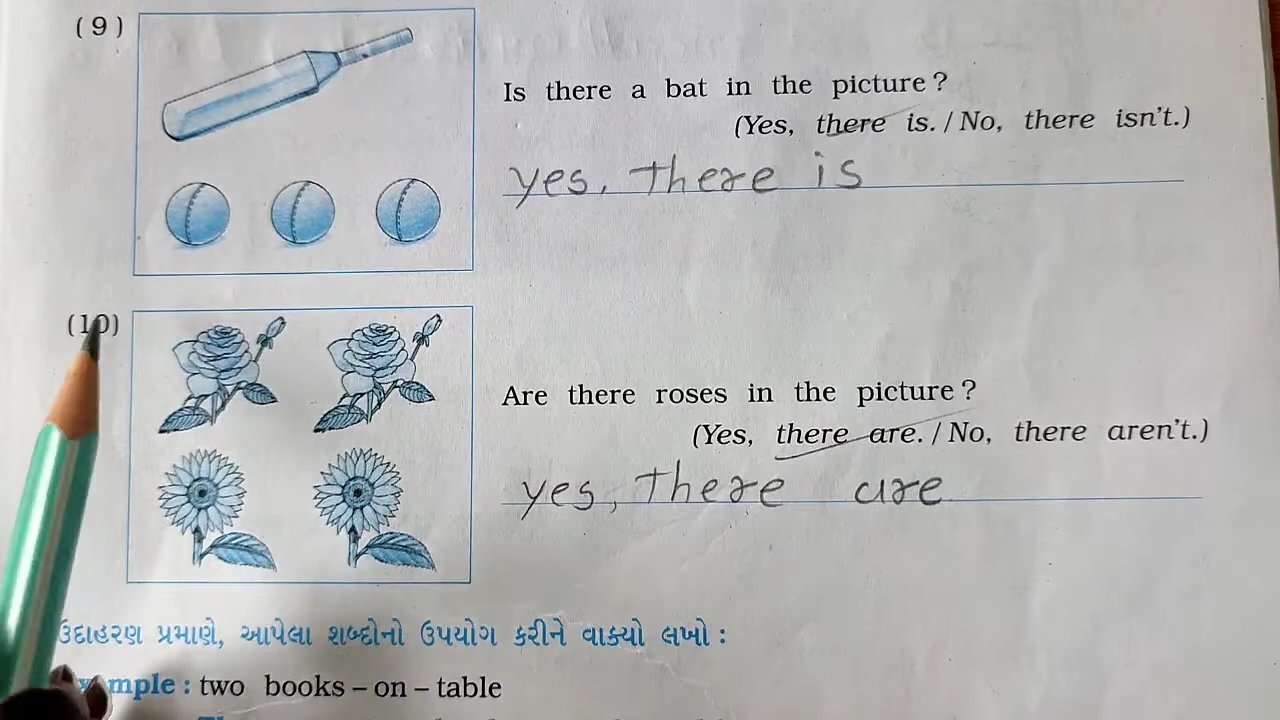 (9)
Is there a bat in the picture?
(Yes, there is. / No, there isn't.)
yes, there is
(10)
Are there roses in the picture?
(Yes, there are. / No, there aren't.)
yes, there are
ઉદાહરણ પ્રમાણે, આપેલા શબ્દોનો ઉપયોગ કરીને વાક્યો લખો :
mple : two books – on – table